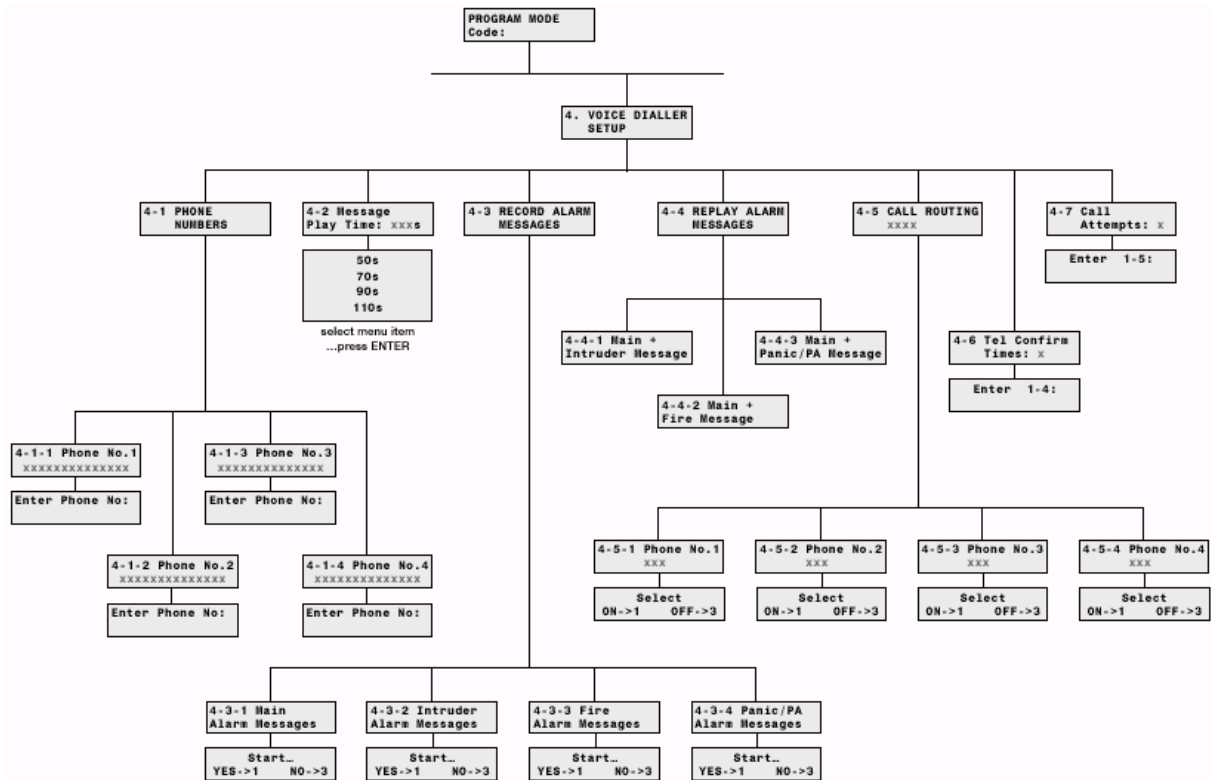 PROGRAM MODE
Code:
4. VOICE DIALLER
SETUP
4-1 PHONE
NUMBERS
4-2 Message
Play Time: xxxs
50s
70s
90s
110s
select menu item
...press ENTER
4-3 RECORD ALARM
MESSAGES
4-4 REPLAY ALARM
MESSAGES
4-5 CALL ROUTING
xxxx
4-7 Call
Attempts: x
Enter 1-5:
4-4-1 Main +
Intruder Message
4-4-3 Main +
Panic/PA Message
4-4-2 Main +
Fire Message
4-6 Tel Confirm
Times: x
Enter 1-4:
4-1-1 Phone No.1
xxxxxxxxxxxxxx
Enter Phone No:
4-1-3 Phone No.3
xxxxxxxxxxxxxx
Enter Phone No:
4-1-2 Phone No.2
xxxxxxxxxxxxxx
Enter Phone No:
4-1-4 Phone No.4
xxxxxxxxxxxxxx
Enter Phone No:
4-5-1 Phone No.1
xxx
Select
ON->1 OFF->3
4-5-2 Phone No.2
xxx
Select
ON->1 OFF->3
4-5-3 Phone No.3
xxx
Select
ON->1 OFF->3
4-5-4 Phone No.4
xxx
Select
ON->1 OFF->3
4-3-1 Main
Alarm Messages
Start…
YES->1 NO->3
4-3-2 Intruder
Alarm Messages
Start…
YES->1 NO->3
4-3-3 Fire
Alarm Messages
Start…
YES->1 NO->3
4-3-4 Panic/PA
Alarm Messages
Start…
YES->1 NO->3